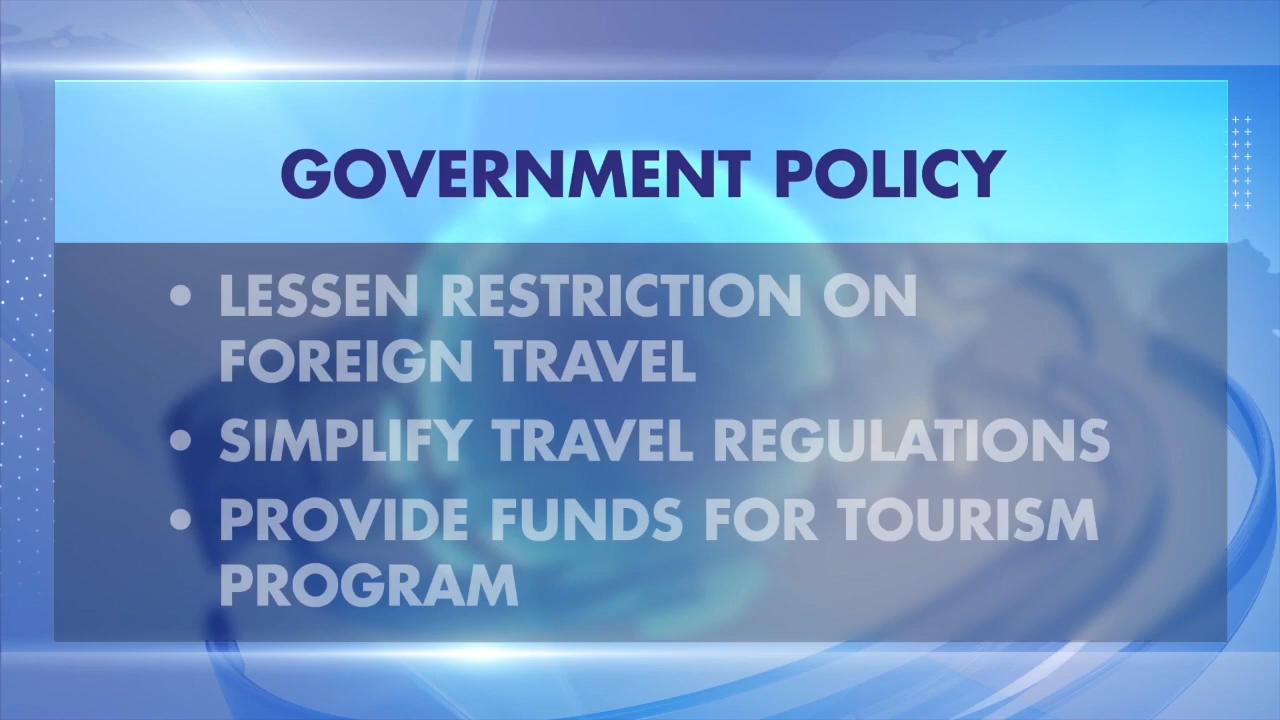 GOVERNMENT POLICY
• LESSEN RESTRICTION ON
FOREIGN TRAVEL
• SIMPLIFY TRAVEL REGULATIONS
• PROVIDE FUNDS FOR TOURISM
PROGRAM